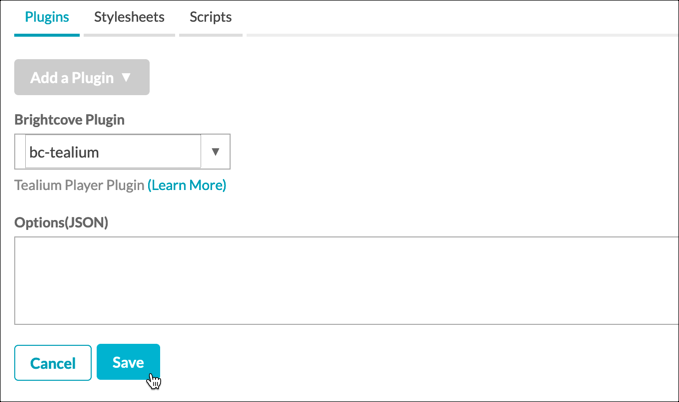 Plugins Stylesheets Scripts
Add a Plugin ▼
Brightcove Plugin
bc-tealium ▼
Tealium Player Plugin (Learn More)
Options(JSON)
Cancel Save